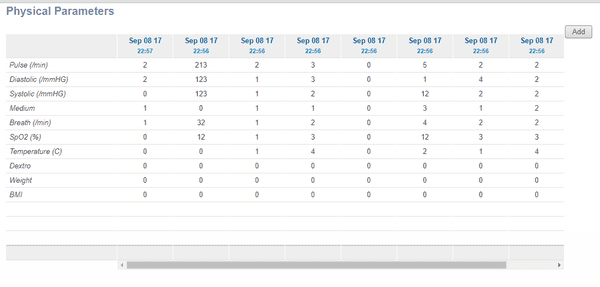 Physical Parameters
Add
Sep 08 17 Sep 08 17 Sep 08 17 Sep 08 17 Sep 08 17 Sep 08 17 Sep 08 17 Sep 08 17
22:57 22:56 22:56 22:56 22:56 22:56 22:56 22:56
Pulse (/min) 2 213 2 3 0 5 2 2
Diastolic (/mmHG) 2 123 1 3 0 1 4 2
Systolic (/mmHG) 0 123 1 2 0 12 2 2
Medium 1 0 1 1 0 3 1 2
Breath (/min) 1 32 1 2 0 4 2 2
SpO2 (%) 0 12 1 3 0 12 3 3
Temperature (C) 0 0 1 4 0 2 1 4
Dextro 0 0 0 0 0 0 0 0
Weight 0 0 0 0 0 0 0 0
BMI 0 0 0 0 0 0 0 0